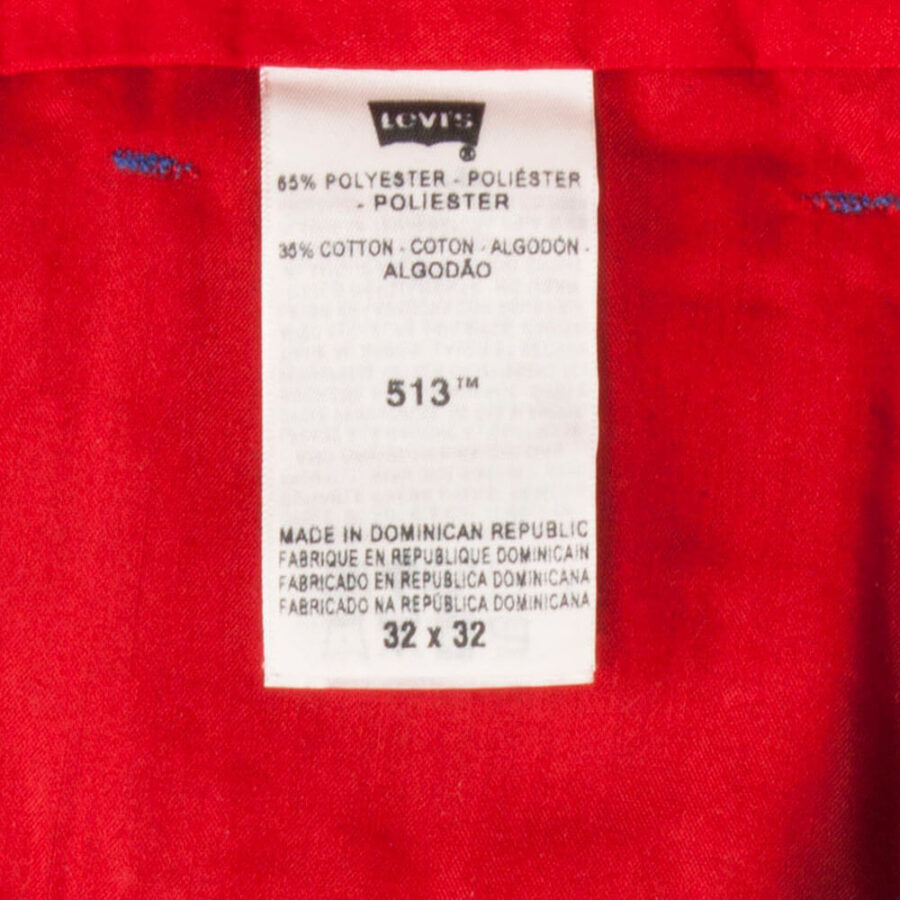 Levi's
®
65% POLYESTER - POLIÉSTER
- POLIESTER
35% COTTON - COTON - ALGODÓN -
ALGODÃO
513™
MADE IN DOMINICAN REPUBLIC
FABRIQUE EN REPUBLIQUE DOMINICAIN
FABRICADO EN REPUBLICA DOMINICANA
FABRICADO NA REPÚBLICA DOMINICANA
32 x 32